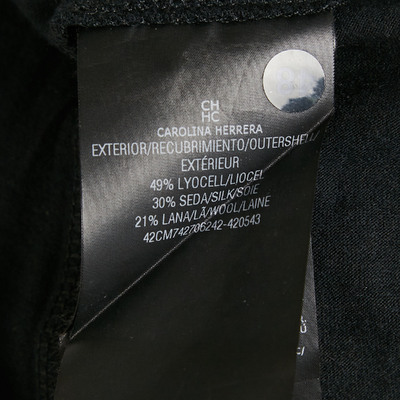 CH
HC
CAROLINA HERRERA
EXTERIOR/RECUBRIMIENTO/OUTERSHELL/
EXTÉRIEUR
49% LYOCELL/LIOCEL
30% SEDA/SILK/SOIE
21% LANA/LÃ/WOOL/LAINE
42CM742706242-420543